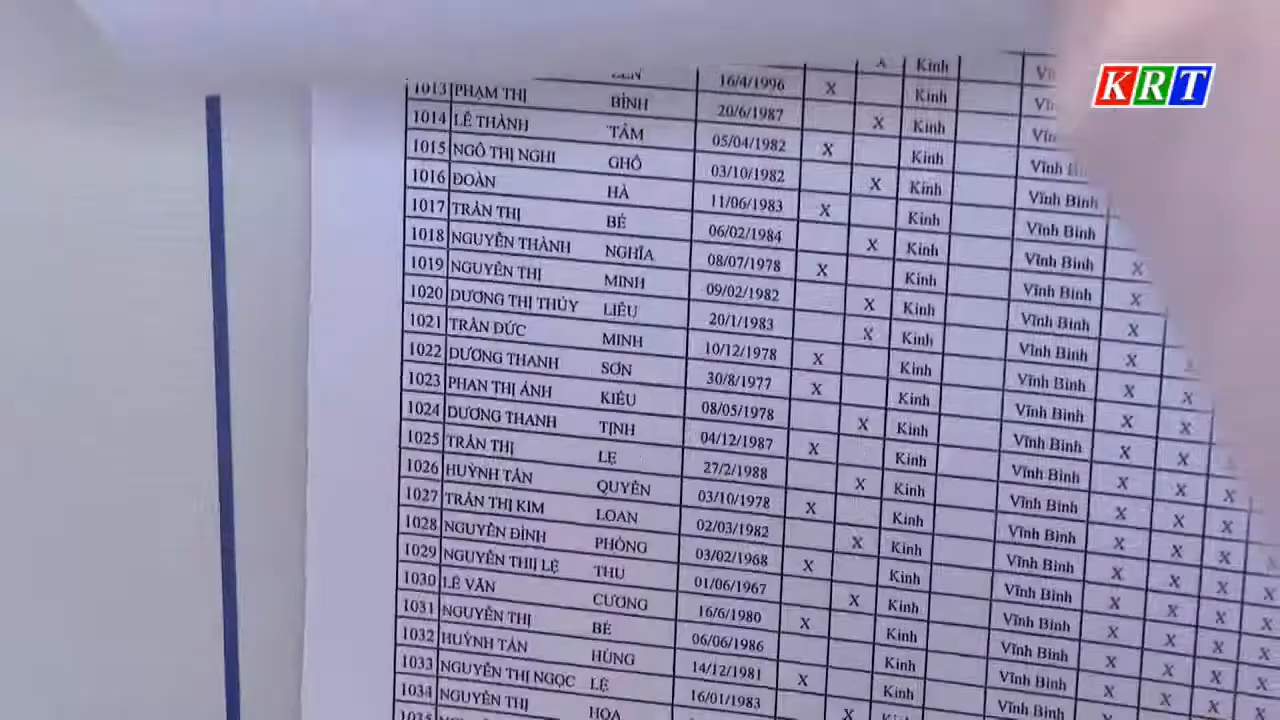 Kinh
16/4/1996 X Kinh
1013 PHẠM THỊ BÌNH 20/6/1987 X Kinh
1014 LÊ THÀNH TÂM 05/04/1982 X Kinh Vĩnh
1015 NGÔ THỊ NGHI GHÔ 03/10/1982 X Kinh Vĩnh Bình
1016 ĐOÀN HÀ 11/06/1983 X Kinh Vĩnh Bình
1017 TRẦN THỊ BÉ 06/02/1984 X Kinh Vĩnh Bình X
1018 NGUYỄN THÀNH NGHĨA 08/07/1978 X Kinh Vĩnh Bình X
1019 NGUYỄN THỊ MINH 09/02/1982 X Kinh Vĩnh Bình X
1020 DƯƠNG THỊ THỦY LIÊU 20/1/1983 X Kinh Vĩnh Bình X X
1021 TRẦN ĐỨC MINH 10/12/1978 X Kinh Vĩnh Bình X X
1022 DƯƠNG THANH SƠN 30/8/1977 X Kinh Vĩnh Bình X X
1023 PHAN THỊ ÁNH KIỀU 08/05/1978 X Kinh Vĩnh Bình X X X
1024 DƯƠNG THANH TỊNH 04/12/1987 X Kinh Vĩnh Bình X X X
1025 TRẦN THỊ LẸ 27/2/1988 X Kinh Vĩnh Bình X X X X
1026 HUỲNH TẤN QUYỀN 03/10/1978 X Kinh Vĩnh Bình X X X X
1027 TRẦN THỊ KIM LOAN 02/03/1982 X Kinh Vĩnh Bình X X X X
1028 NGUYỄN ĐÌNH PHÒNG 03/02/1968 X Kinh Vĩnh Bình X X X X
1029 NGUYỄN THIỊ LỆ THU 01/06/1967 X Kinh Vĩnh Bình X X X X
1030 LÊ VĂN CƯƠNG 16/6/1980 X Kinh Vĩnh Bình X X X X
1031 NGUYỄN THỊ BÉ 06/06/1986 Kinh Vĩnh Bình X X X
1032 HUỲNH TẤN HÙNG 14/12/1981 X Kinh
1033 NGUYỄN THỊ NGỌC LỆ 16/01/1983 X
1034 NGUYỄN THỊ HOA
1035
KRT